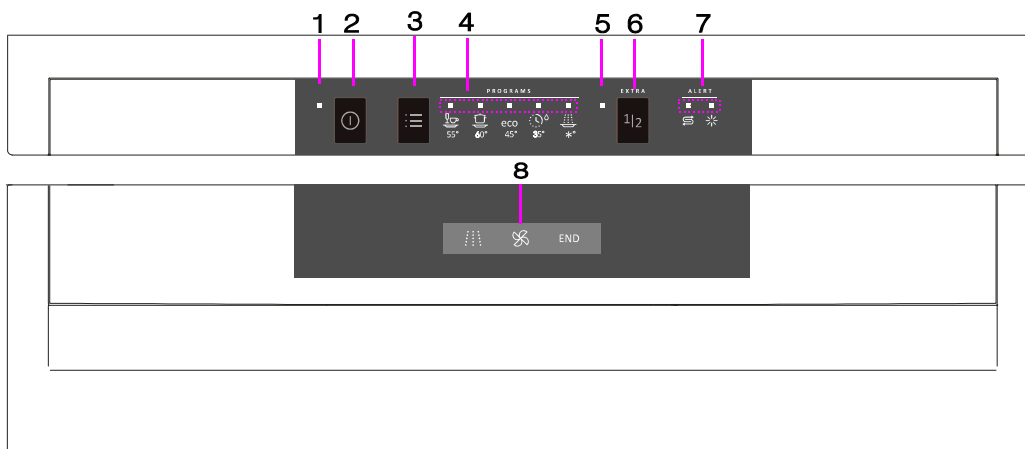 1 2 3 4 5 6 7
PROGRAMS EXTRA ALERT
1|2
eco
55° 60° 45° 35° *°
8
END